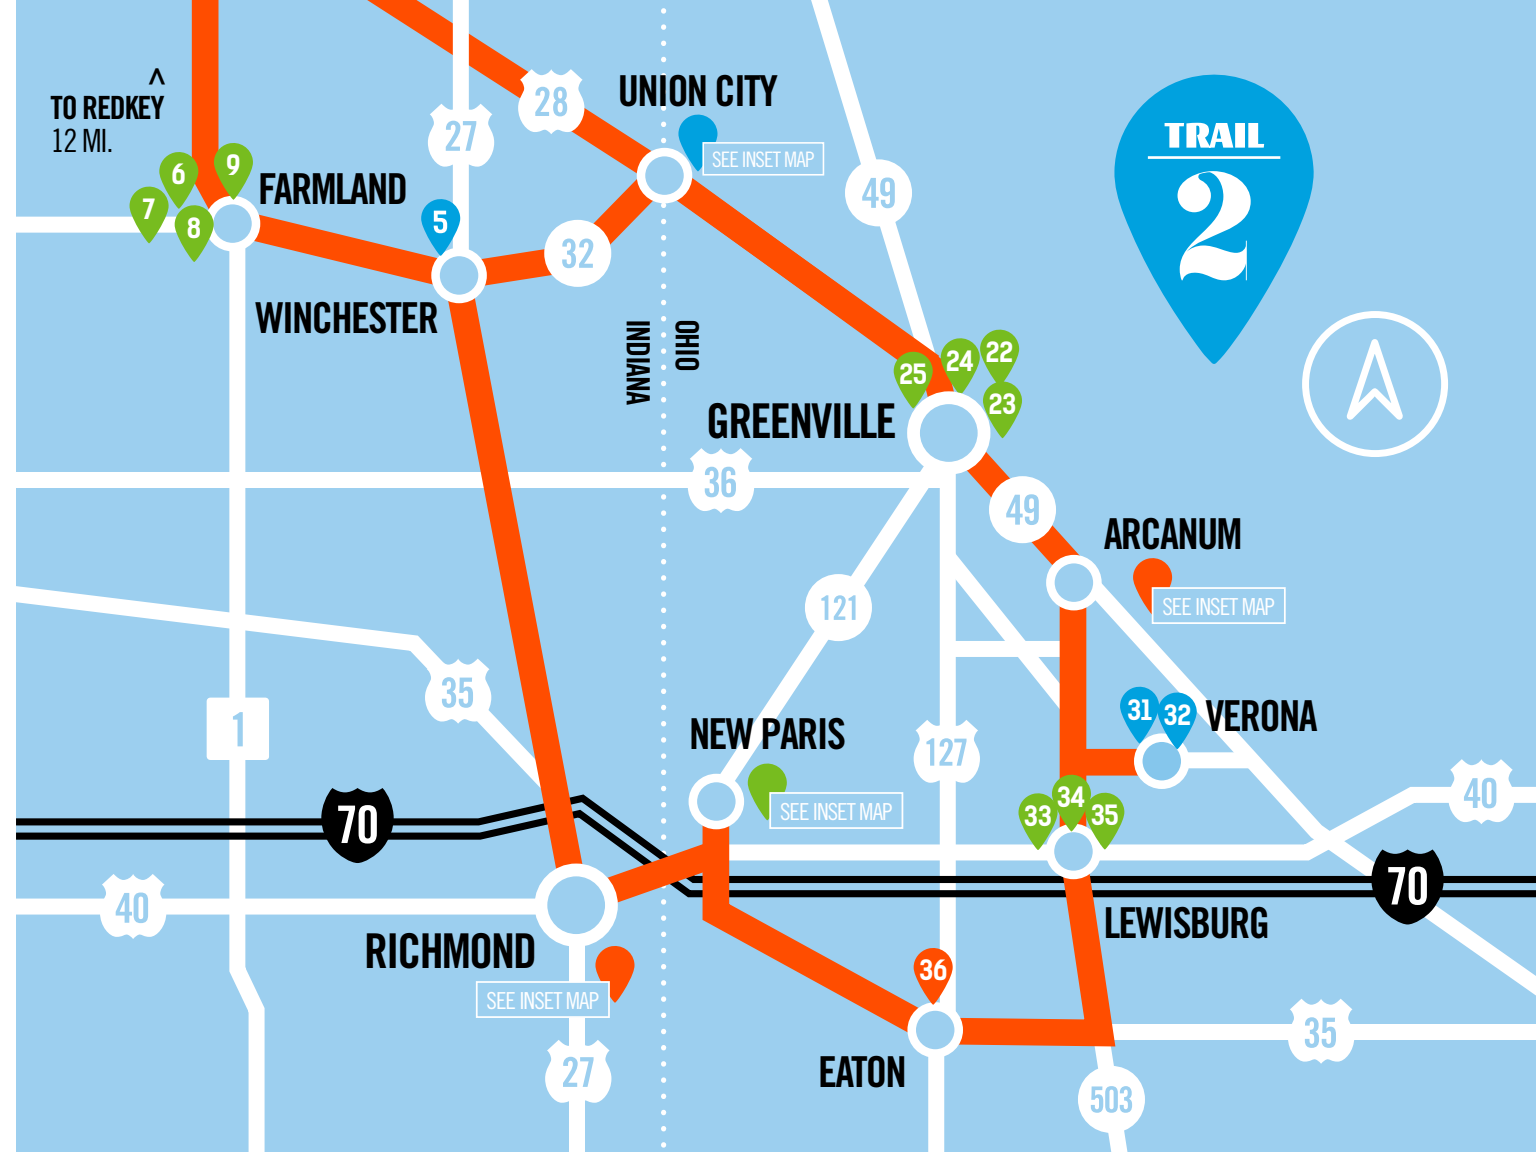 ^
TO REDKEY
12 MI.
6
9
7
8
FARMLAND
27
28
UNION CITY
SEE INSET MAP
49
TRAIL
2
5
32
WINCHESTER
INDIANA
OHIO
25
24
22
23
GREENVILLE
36
49
ARCANUM
SEE INSET MAP
121
35
1
NEW PARIS
SEE INSET MAP
127
31
32
VERONA
33
34
35
40
70
70
40
LEWISBURG
RICHMOND
SEE INSET MAP
36
EATON
27
35
503